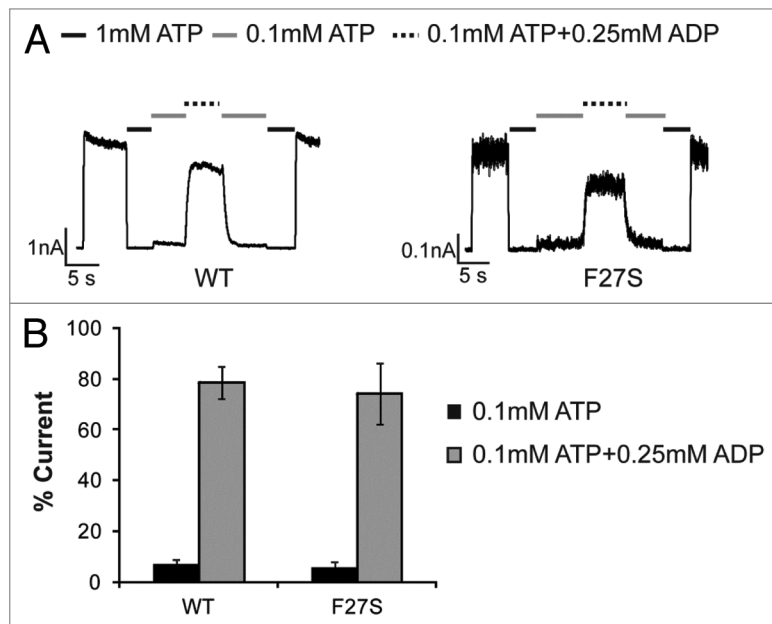 A
1mM ATP 0.1mM ATP 0.1mM ATP+0.25mM ADP
1nA
5 s
WT
0.1nA
5 s
F27S
B
100
80
60
40
20
0
% Current
WT
F27S
0.1mM ATP
0.1mM ATP+0.25mM ADP